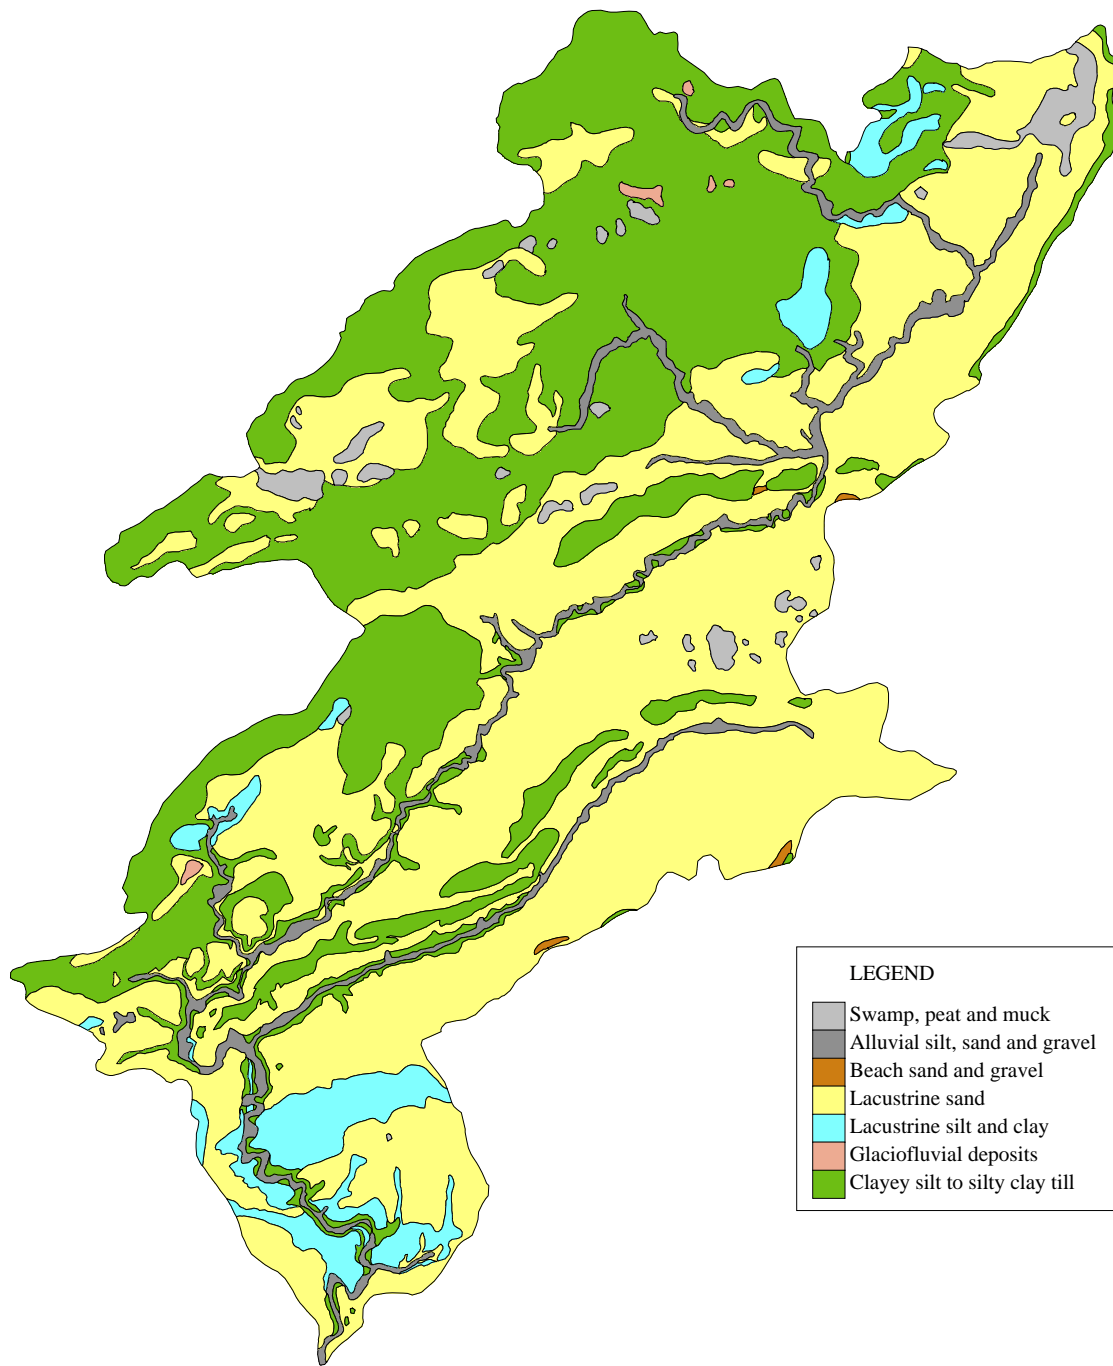 LEGEND
Swamp, peat and muck
Alluvial silt, sand and gravel
Beach sand and gravel
Lacustrine sand
Lacustrine silt and clay
Glaciofluvial deposits
Clayey silt to silty clay till